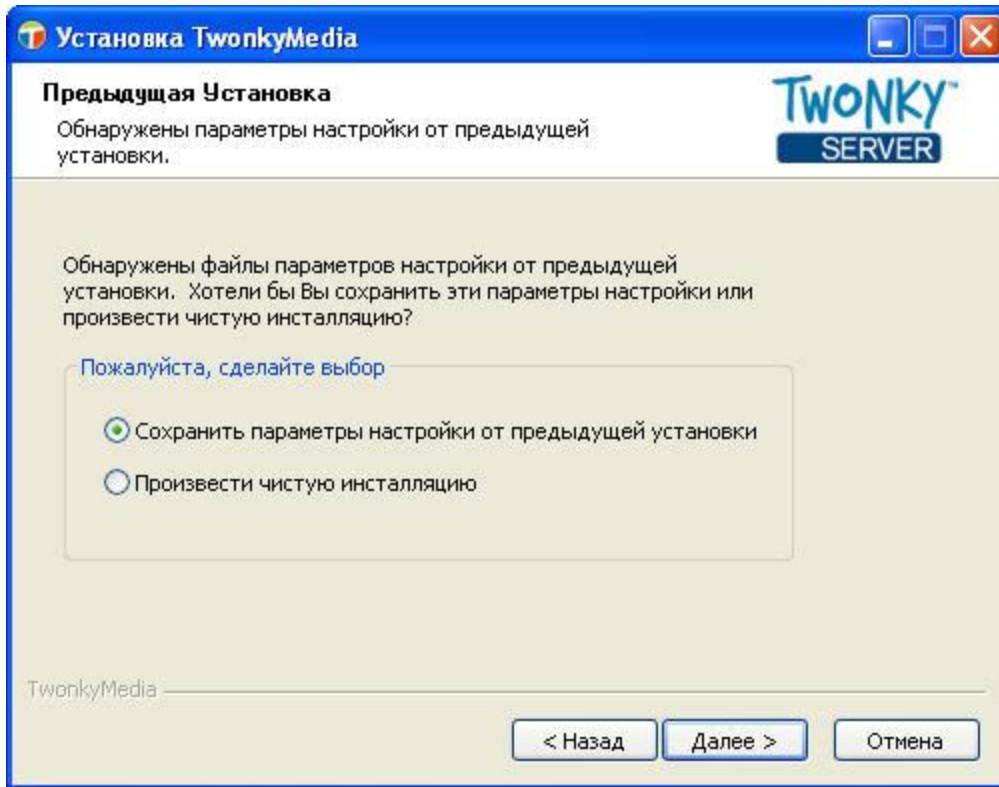 Установка TwonkyMedia
Предыдущая Установка
Обнаружены параметры настройки от предыдущей
установки.
TWONKY™
SERVER
Обнаружены файлы параметров настройки от предыдущей
установки. Хотели бы Вы сохранить эти параметры настройки или
произвести чистую инсталляцию?
Пожалуйста, сделайте выбор
Сохранить параметры настройки от предыдущей установки
Произвести чистую инсталляцию
TwonkyMedia
< Назад
Далее >
Отмена